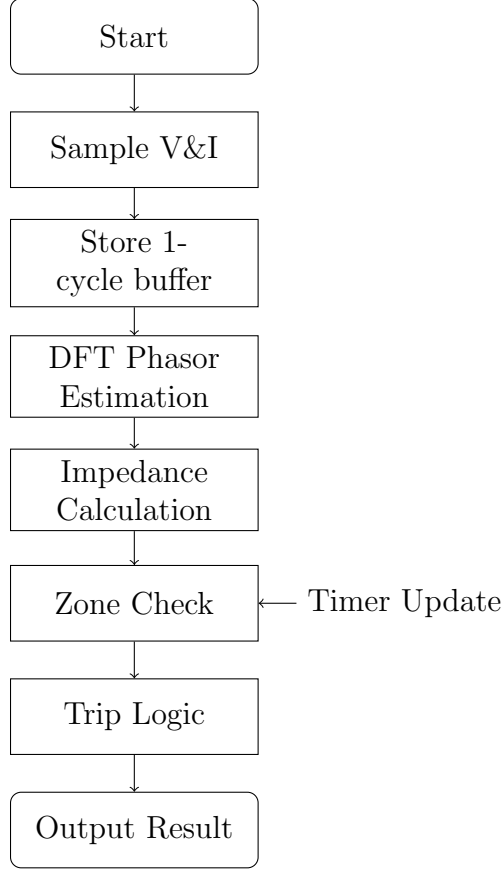 Start
Sample V&I
Store 1-
cycle buffer
DFT Phasor
Estimation
Impedance
Calculation
Zone Check
Timer Update
Trip Logic
Output Result